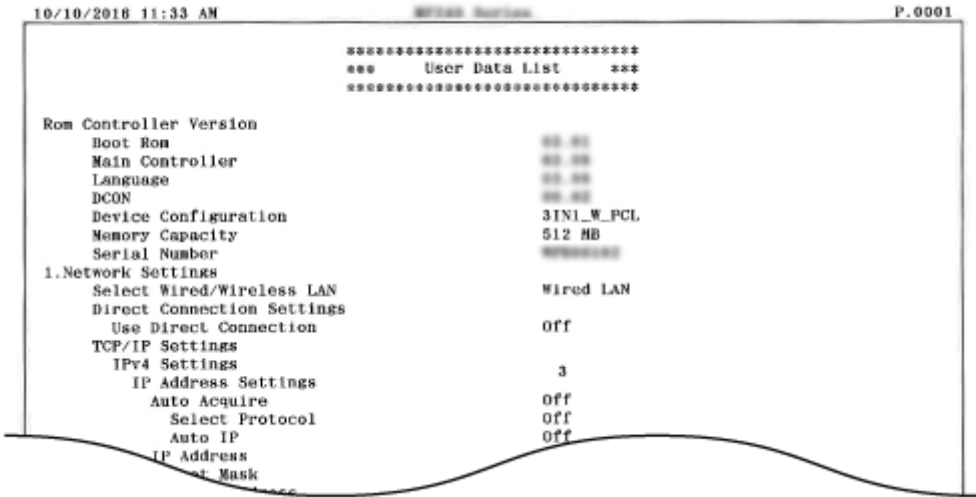 10/10/2016 11:33 AM P.0001
******************************
*** User Data List ***
******************************
Rom Controller Version
Boot Rom
Main Controller
Language
DCON
Device Configuration 3IN1_W_PCL
Memory Capacity 512 MB
Serial Number
1.Network Settings
Select Wired/Wireless LAN Wired LAN
Direct Connection Settings
Use Direct Connection Off
TCP/IP Settings
IPv4 Settings
3
IP Address Settings
Auto Acquire Off
Select Protocol Off
Auto IP Off
IP Address
Mask